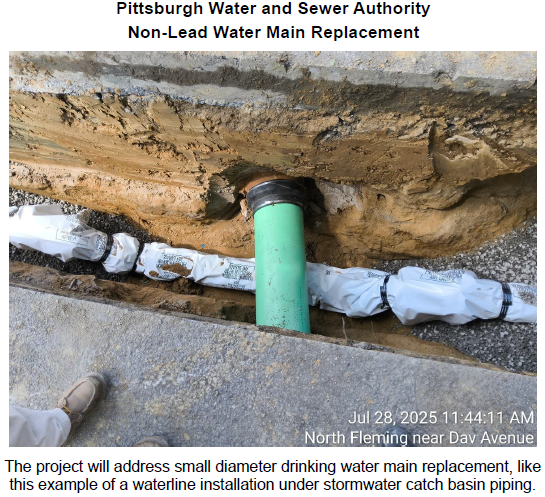 Pittsburgh Water and Sewer Authority
Non-Lead Water Main Replacement
Jul 28, 2025 11:44:11 AM
North Fleming near Dav Avenue
The project will address small diameter drinking water main replacement, like
this example of a waterline installation under stormwater catch basin piping.